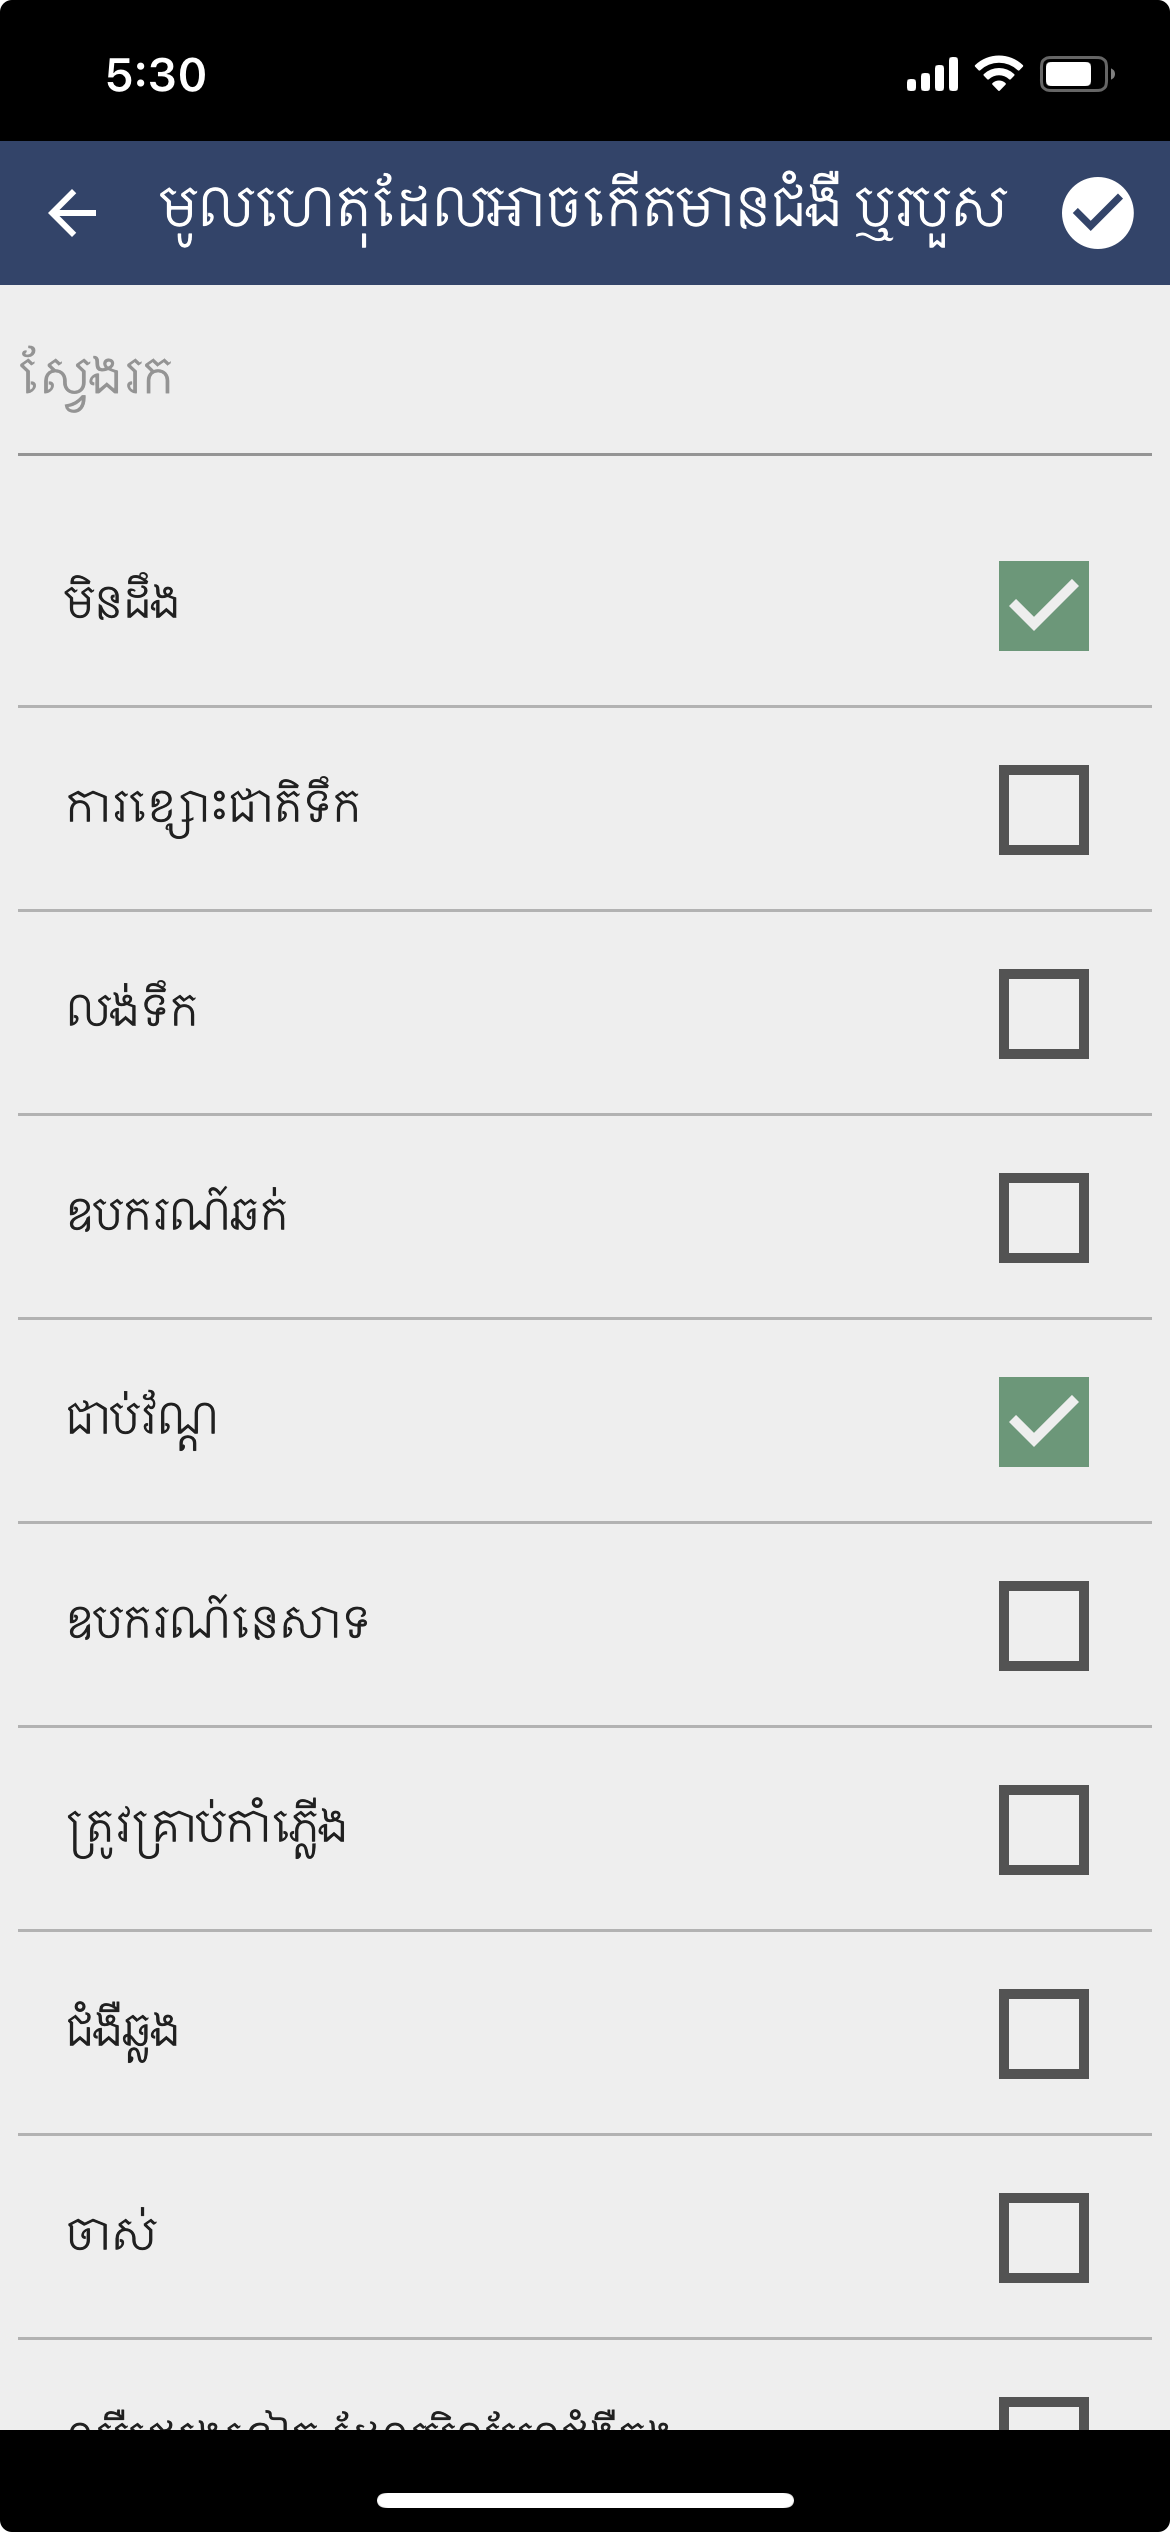 5:30
មូលហេតុដែលអាចកើតមានជំងឺ ឬរបួស
ស្វែងរក
មិនដឹង
ការខ្សោះជាតិទឹក
លង់ទឹក
ឧបករណ៍ឆក់
ជាប់វ័ណ្ឌ
ឧបករណ៍នេសាទ
ត្រូវគ្រាប់កាំភ្លើង
ជំងឺឆ្លង
ចាស់